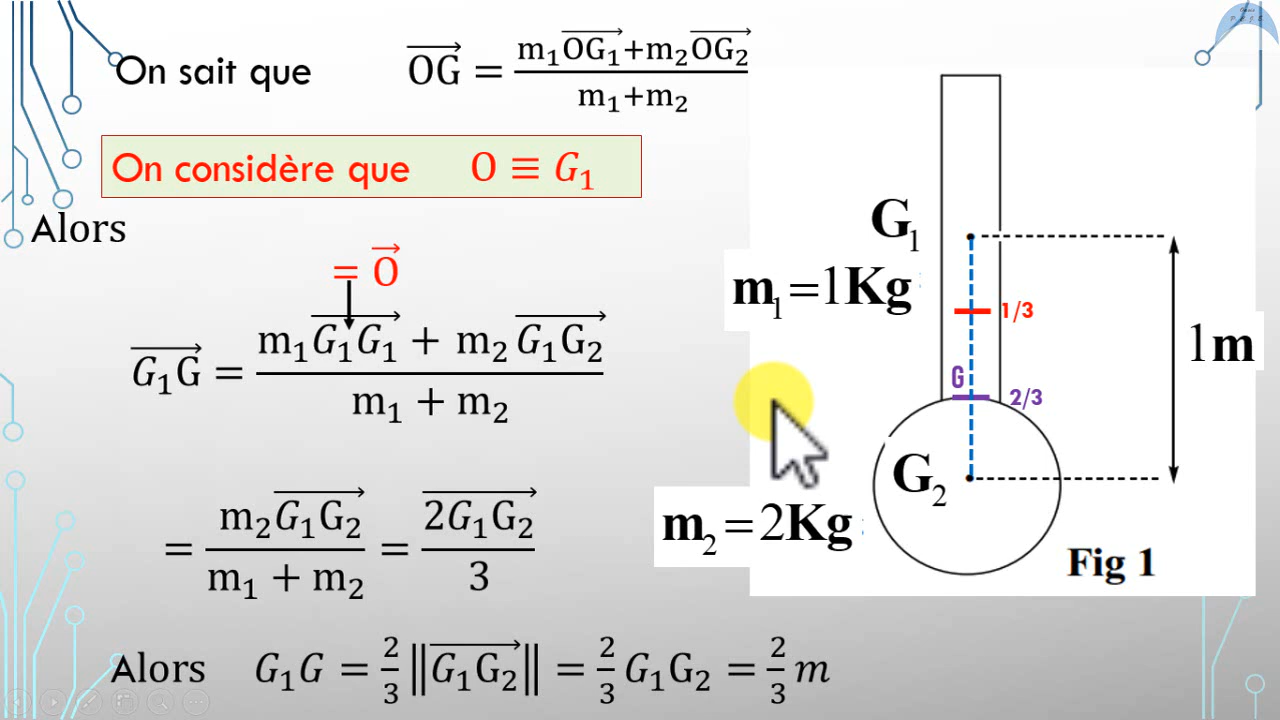 On sait que OG⃗ = (m₁OG₁⃗+m₂OG₂⃗)/(m₁+m₂)
On considère que O ≡ G₁
Alors
= O⃗
G₁G⃗ = (m₁G₁G₁⃗ + m₂G₁G₂⃗)/(m₁ + m₂)
= m₂G₁G₂⃗/(m₁ + m₂) = 2G₁G₂⃗/3
Alors G₁G = 2/3 ‖G₁G₂⃗‖ = 2/3 G₁G₂ = 2/3 m
G₁
m₁=1Kg
1/3
1m
G
2/3
G₂
m₂=2Kg
Fig 1